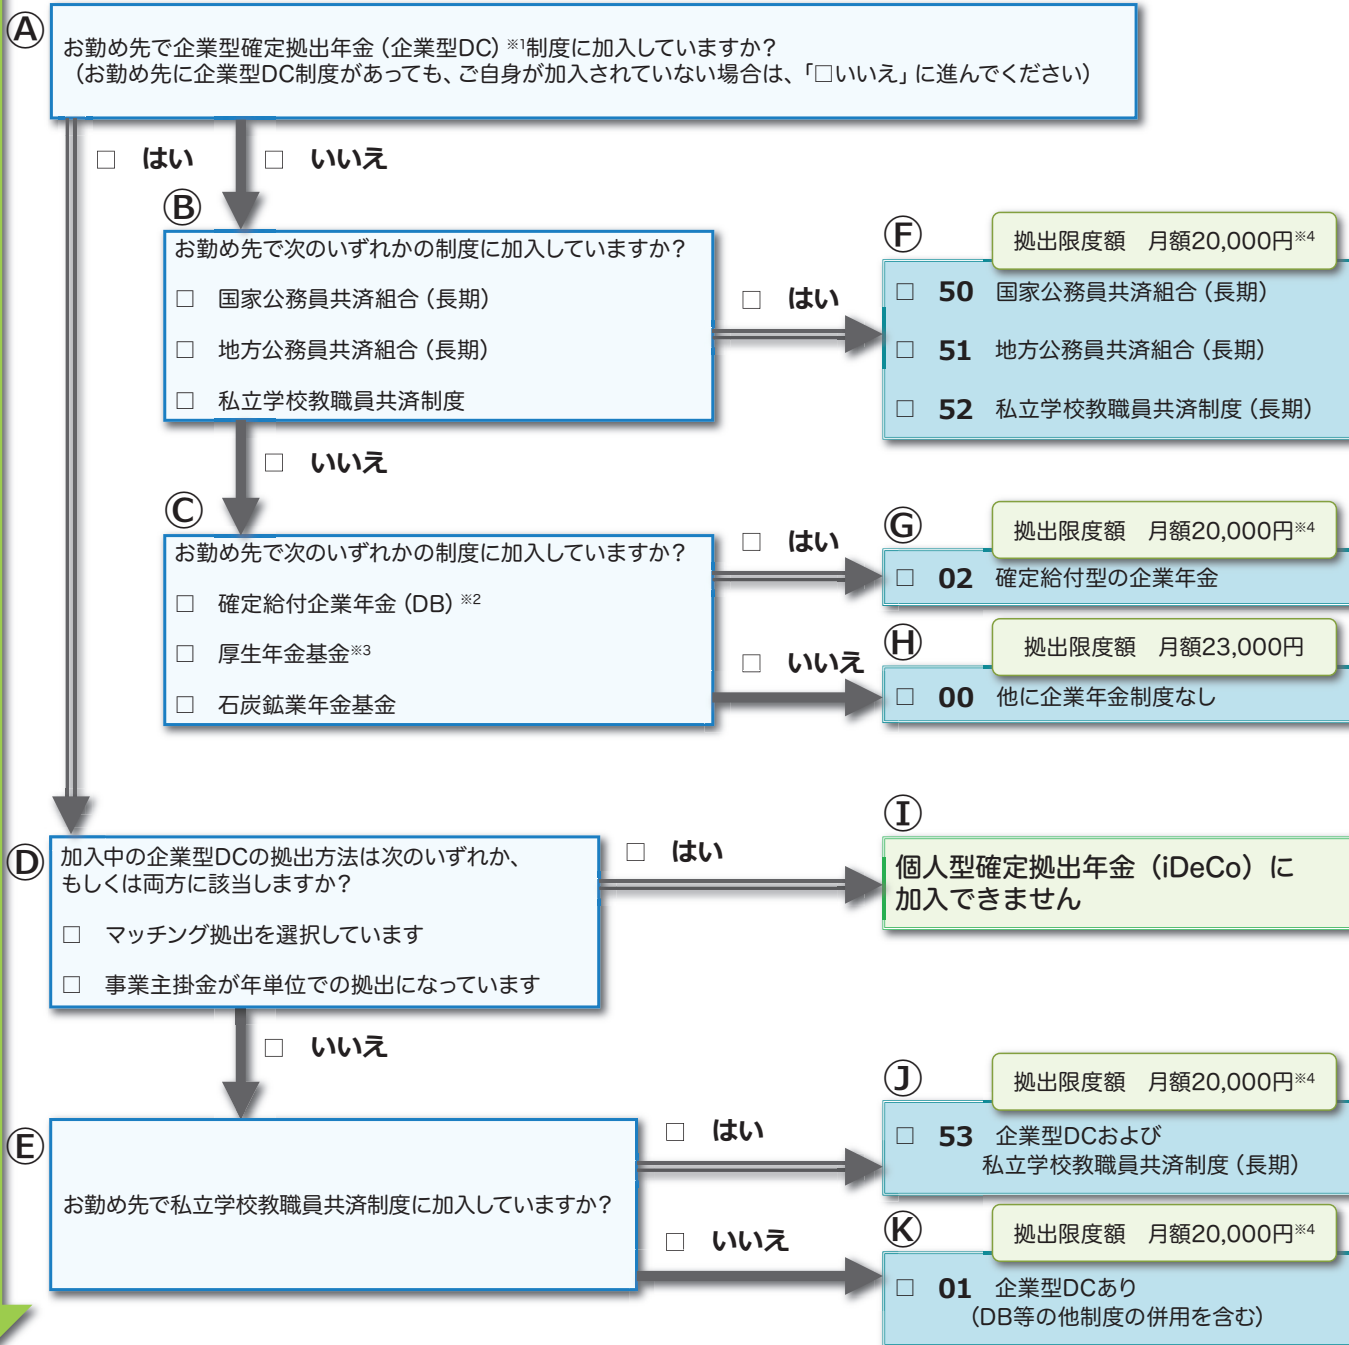 Ⓐ
お勤め先で企業型確定拠出年金（企業型DC）※1制度に加入していますか？
（お勤め先に企業型DC制度があっても、ご自身が加入されていない場合は、「□いいえ」に進んでください）
□ はい
□ いいえ
Ⓑ
お勤め先で次のいずれかの制度に加入していますか？
□ 国家公務員共済組合（長期）
□ 地方公務員共済組合（長期）
□ 私立学校教職員共済制度
□ はい
Ⓕ
拠出限度額 月額20,000円※4
□ 50 国家公務員共済組合（長期）
□ 51 地方公務員共済組合（長期）
□ 52 私立学校教職員共済制度（長期）
□ いいえ
Ⓒ
お勤め先で次のいずれかの制度に加入していますか？
□ 確定給付企業年金（DB）※2
□ 厚生年金基金※3
□ 石炭鉱業年金基金
□ はい
Ⓖ
拠出限度額 月額20,000円※4
□ 02 確定給付型の企業年金
□ いいえ
Ⓗ
拠出限度額 月額23,000円
□ 00 他に企業年金制度なし
Ⓓ
加入中の企業型DCの拠出方法は次のいずれか、
もしくは両方に該当しますか？
□ マッチング拠出を選択しています
□ 事業主掛金が年単位での拠出になっています
□ はい
Ⓘ
個人型確定拠出年金（iDeCo）に
加入できません
□ いいえ
Ⓔ
お勤め先で私立学校教職員共済制度に加入していますか？
□ はい
Ⓙ
拠出限度額 月額20,000円※4
□ 53 企業型DCおよび
私立学校教職員共済制度（長期）
□ いいえ
Ⓚ
拠出限度額 月額20,000円※4
□ 01 企業型DCあり
（DB等の他制度の併用を含む）